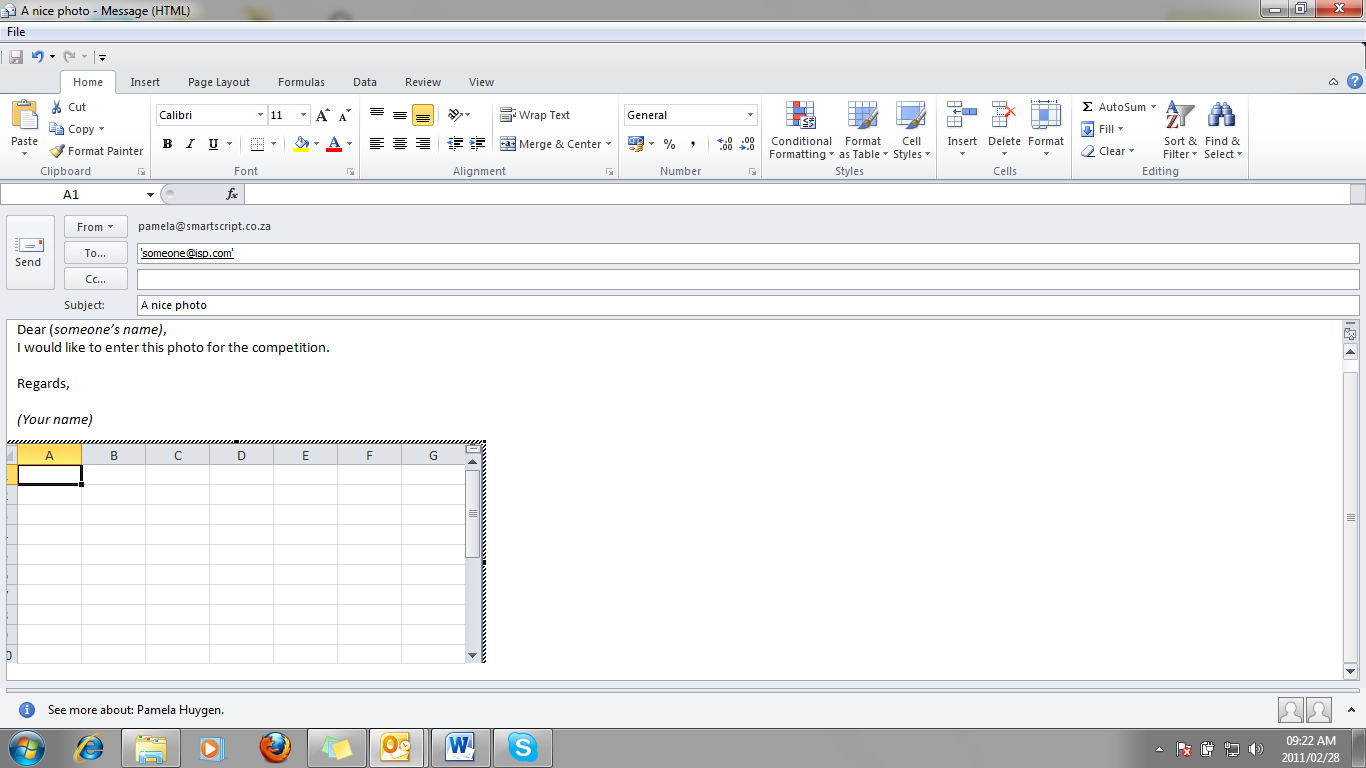 A nice photo - Message (HTML)
File
Home Insert Page Layout Formulas Data Review View
Cut
Copy
Format Painter
Paste
Clipboard
Calibri 11
B I U
Font
Wrap Text
Merge & Center
Alignment
General
%
Number
Conditional Formatting
Format as Table
Cell Styles
Styles
Insert Delete Format
Cells
AutoSum
Fill
Clear
Sort & Filter
Find & Select
Editing
A1 fx
Send
From pamela@smartscript.co.za
To... 'someone@isp.com'
Cc...
Subject: A nice photo
Dear (someone's name),
I would like to enter this photo for the competition.
Regards,
(Your name)
A B C D E F G
See more about: Pamela Huygen.
09:22 AM
2011/02/28